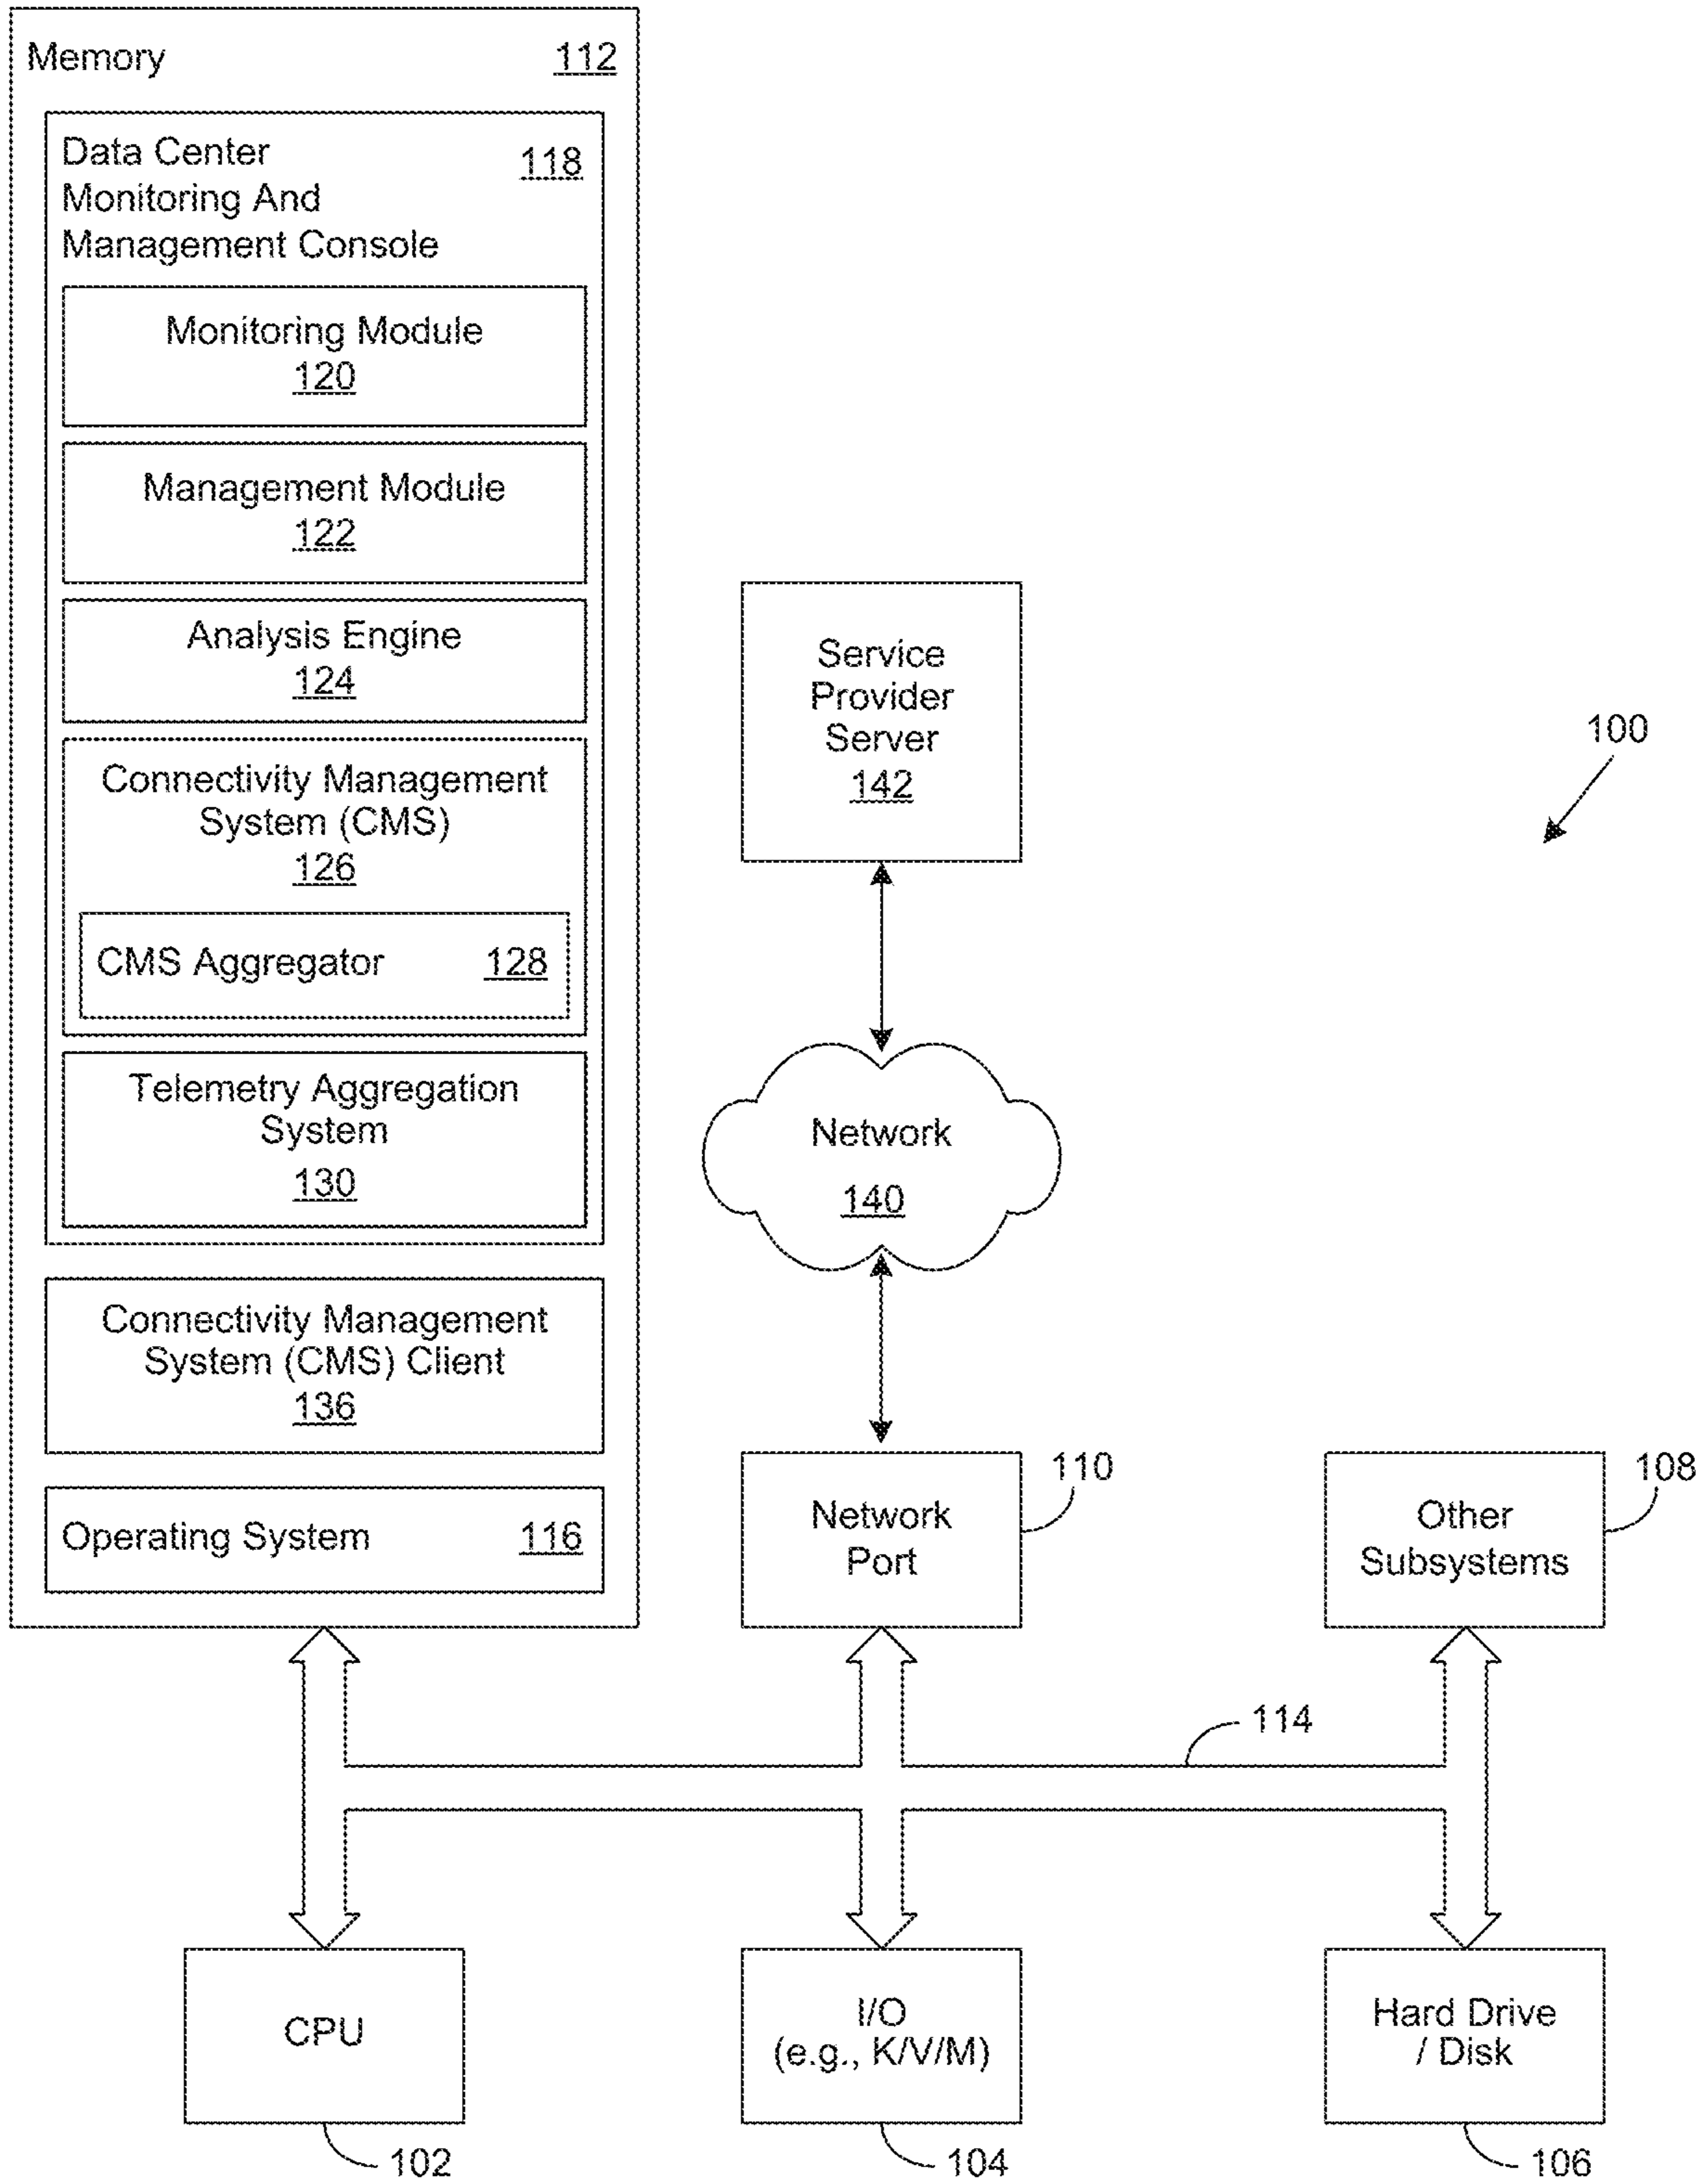 Memory 112
Data Center 118
Monitoring And
Management Console
Monitoring Module
120
Management Module
122
Analysis Engine
124
Connectivity Management
System (CMS)
126
CMS Aggregator 128
Telemetry Aggregation
System
130
Connectivity Management
System (CMS) Client
136
Operating System 116
Service
Provider
Server
142
100
Network
140
Network
Port
110
Other
Subsystems
108
114
CPU
102
I/O
(e.g., K/V/M)
104
Hard Drive
/ Disk
106